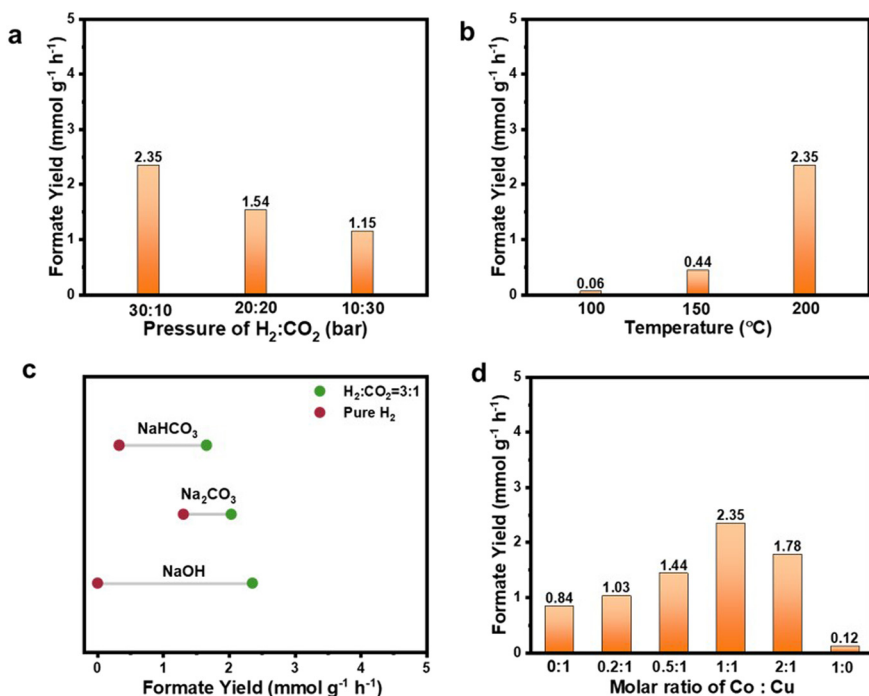 a
Formate Yield (mmol g⁻¹ h⁻¹)
5
4
3
2
1
0
2.35
1.54
1.15
30:10 20:20 10:30
Pressure of H₂:CO₂ (bar)
b
Formate Yield (mmol g⁻¹ h⁻¹)
5
4
3
2
1
0
0.06
0.44
2.35
100 150 200
Temperature (°C)
c
H₂:CO₂=3:1
Pure H₂
NaHCO₃
Na₂CO₃
NaOH
0 1 2 3 4 5
Formate Yield (mmol g⁻¹ h⁻¹)
d
Formate Yield (mmol g⁻¹ h⁻¹)
5
4
3
2
1
0
0.84
1.03
1.44
2.35
1.78
0.12
0:1 0.2:1 0.5:1 1:1 2:1 1:0
Molar ratio of Co : Cu